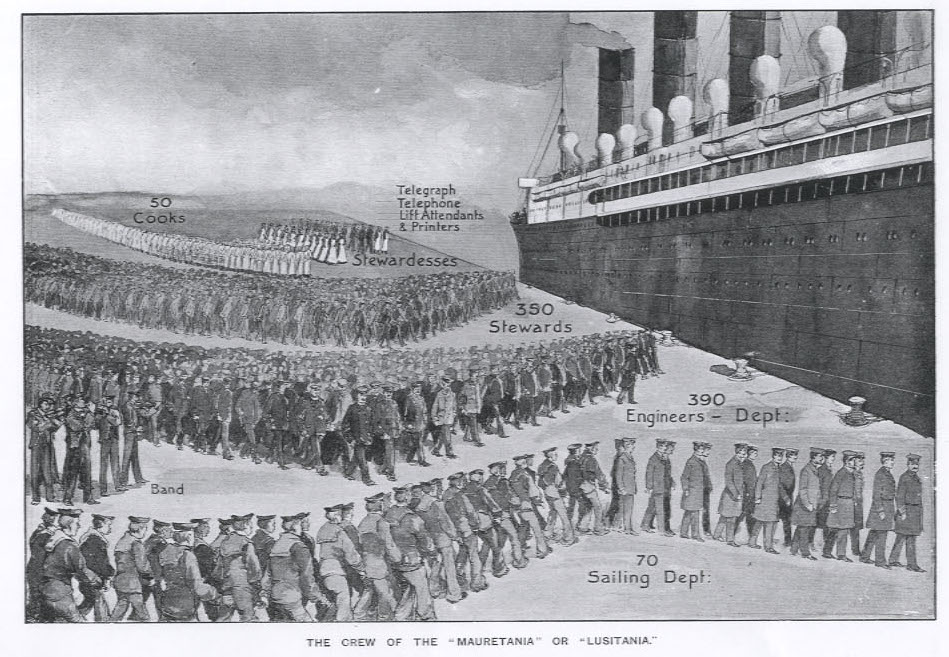 50
Cooks
Telegraph
Telephone
Lift Attendants
& Printers
Stewardesses
350
Stewards
390
Engineers - Dept:
Band
70
Sailing Dept:
THE CREW OF THE "MAURETANIA" OR "LUSITANIA."